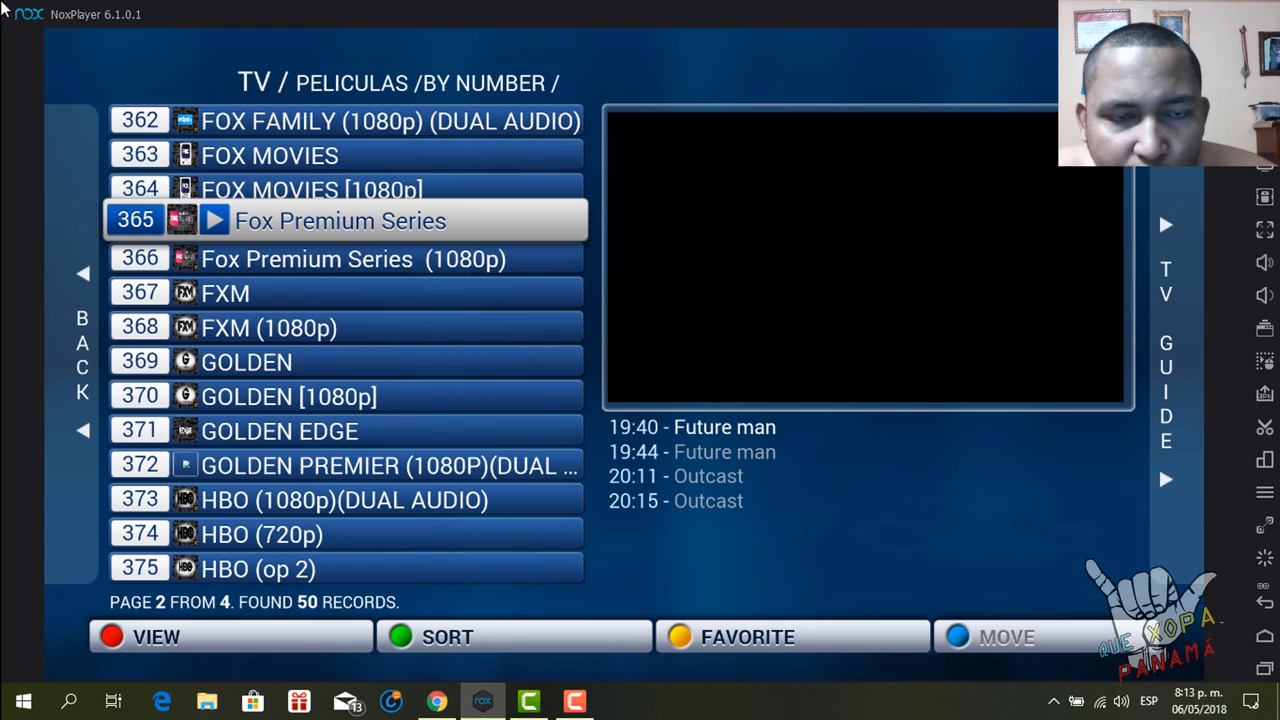 nox NoxPlayer 6.1.0.1
TV / PELICULAS /BY NUMBER /
362 FOX FAMILY (1080p) (DUAL AUDIO)
363 FOX MOVIES
364 FOX MOVIES [1080p]
365 Fox Premium Series
366 Fox Premium Series (1080p)
367 FXM
368 FXM (1080p)
369 GOLDEN
370 GOLDEN [1080p]
371 GOLDEN EDGE
372 GOLDEN PREMIER (1080P)(DUAL ...
373 HBO (1080p)(DUAL AUDIO)
374 HBO (720p)
375 HBO (op 2)
BACK
19:40 - Future man
19:44 - Future man
20:11 - Outcast
20:15 - Outcast
TV GUIDE
PAGE 2 FROM 4. FOUND 50 RECORDS.
VIEW
SORT
FAVORITE
MOVE
QUE XOPA
PANAMÁ
13
ESP
8:13 p. m.
06/05/2018